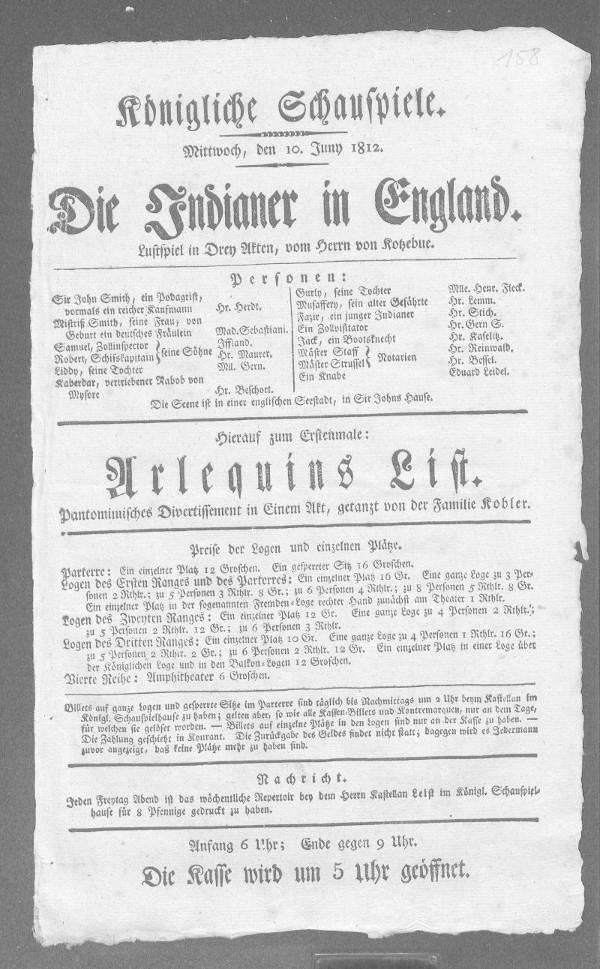 158
Königliche Schauspiele.
Mittwoch, den 10. Juny 1812.
Die Indianer in England.
Lustspiel in Drey Akten, vom Herrn von Kotzebue.
Personen:
Sir John Smith, ein Podagrist,
vormals ein reicher Kaufmann Hr. Herdt.
Mistriß Smith, seine Frau, von
Geburt ein deutsches Fräulein Mad. Sebastiani.
Samuel, Zollinspector } seine Söhne Iffland.
Robert, Schifskapitain Hr. Maurer.
Liddy, seine Tochter Mll. Gern.
Kaberdar, vertriebener Nabob von
Mysore Hr. Beschort.
Gurly, seine Tochter Mlle. Henr. Fleck.
Musaffery, sein alter Gefährte Hr. Lemm.
Fazir, ein junger Indianer Hr. Stich.
Ein Zollvisitator Hr. Gern S.
Jack, ein Bootsknecht Hr. Kaselitz.
Mäster Staff } Notarien Hr. Reinwald.
Mäster Strussel Hr. Bessel.
Ein Knabe Eduard Leidel.
Die Scene ist in einer englischen Seestadt, in Sir Johns Hause.
Hierauf zum Erstenmale:
Arlequins List.
Pantomimisches Divertissement in Einem Akt, getanzt von der Familie Kobler.
Preise der Logen und einzelnen Plätze.
Parterre: Ein einzelner Platz 12 Groschen. Ein gesperrter Sitz 16 Groschen.
Logen des Ersten Ranges und des Parterres: Ein einzelner Platz 16 Gr. Eine ganze Loge zu 3 Per-
sonen 2 Rthlr.; zu 5 Personen 3 Rthlr. 8 Gr.; zu 6 Personen 4 Rthlr.; zu 8 Personen 5 Rthlr. 8 Gr.
Ein einzelner Platz in der sogenannten Fremden-Loge rechter Hand zunächst am Theater 1 Rthlr.
Logen des Zweyten Ranges: Ein einzelner Platz 12 Gr. Eine ganze Loge zu 4 Personen 2 Rthlr.;
zu 5 Personen 2 Rthlr. 12 Gr.; zu 6 Personen 3 Rthlr.
Logen des Dritten Ranges: Ein einzelner Platz 10 Gr. Eine ganze Loge zu 4 Personen 1 Rthlr. 16 Gr.;
zu 5 Personen 2 Rthlr. 2 Gr.; zu 6 Personen 2 Rthlr. 12 Gr. Ein einzelner Platz in einer Loge über
der Königlichen Loge und in den Balkon-Logen 12 Groschen.
Vierte Reihe: Amphitheater 6 Groschen.
Billets auf ganze Logen und gesperrte Sitze im Parterre sind täglich bis Nachmittags um 2 Uhr beym Kastellan im
Königl. Schauspielhause zu haben; gelten aber, so wie alle Kassen-Billets und Kontremarquen, nur an dem Tage,
für welchen sie gelöset worden. — Billets auf einzelne Plätze in den Logen sind nur an der Kasse zu haben. —
Die Zahlung geschieht in Kourant. Die Zurückgabe des Geldes findet nicht statt; dagegen wird es Jedermann
zuvor angezeigt, daß keine Plätze mehr zu haben sind.
Nachricht.
Jeden Freytag Abend ist das wöchentliche Repertoir bey dem Herrn Kastellan Leist im Königl. Schauspiel-
hause für 8 Pfennige gedruckt zu haben.
Anfang 6 Uhr; Ende gegen 9 Uhr.
Die Kasse wird um 5 Uhr geöffnet.